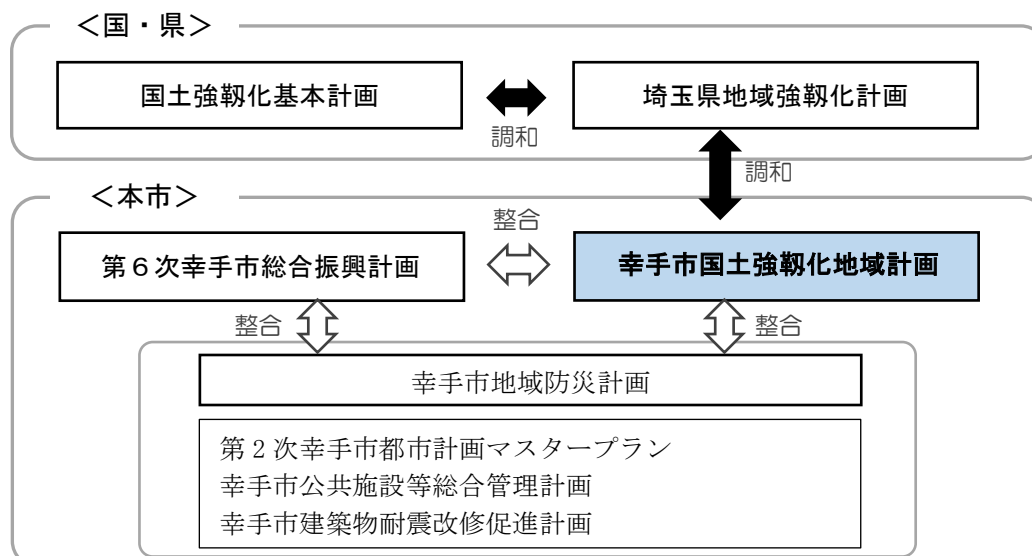 ＜国・県＞
国土強靱化基本計画
埼玉県地域強靱化計画
調和
調和
＜本市＞
整合
第６次幸手市総合振興計画
幸手市国土強靱化地域計画
整合
整合
幸手市地域防災計画
第２次幸手市都市計画マスタープラン
幸手市公共施設等総合管理計画
幸手市建築物耐震改修促進計画